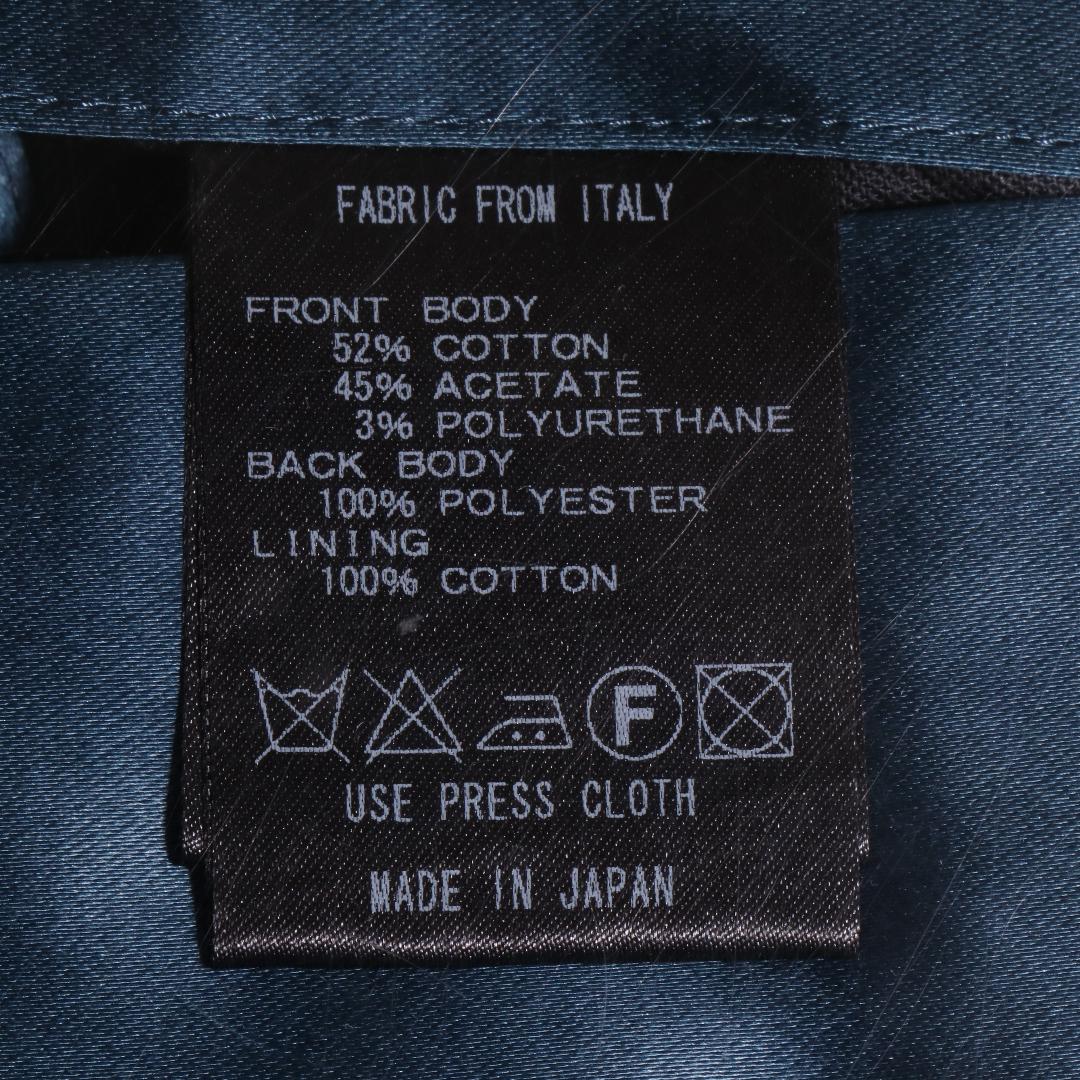 FABRIC FROM ITALY
FRONT BODY
52% COTTON
45% ACETATE
3% POLYURETHANE
BACK BODY
100% POLYESTER
LINING
100% COTTON
F
USE PRESS CLOTH
MADE IN JAPAN